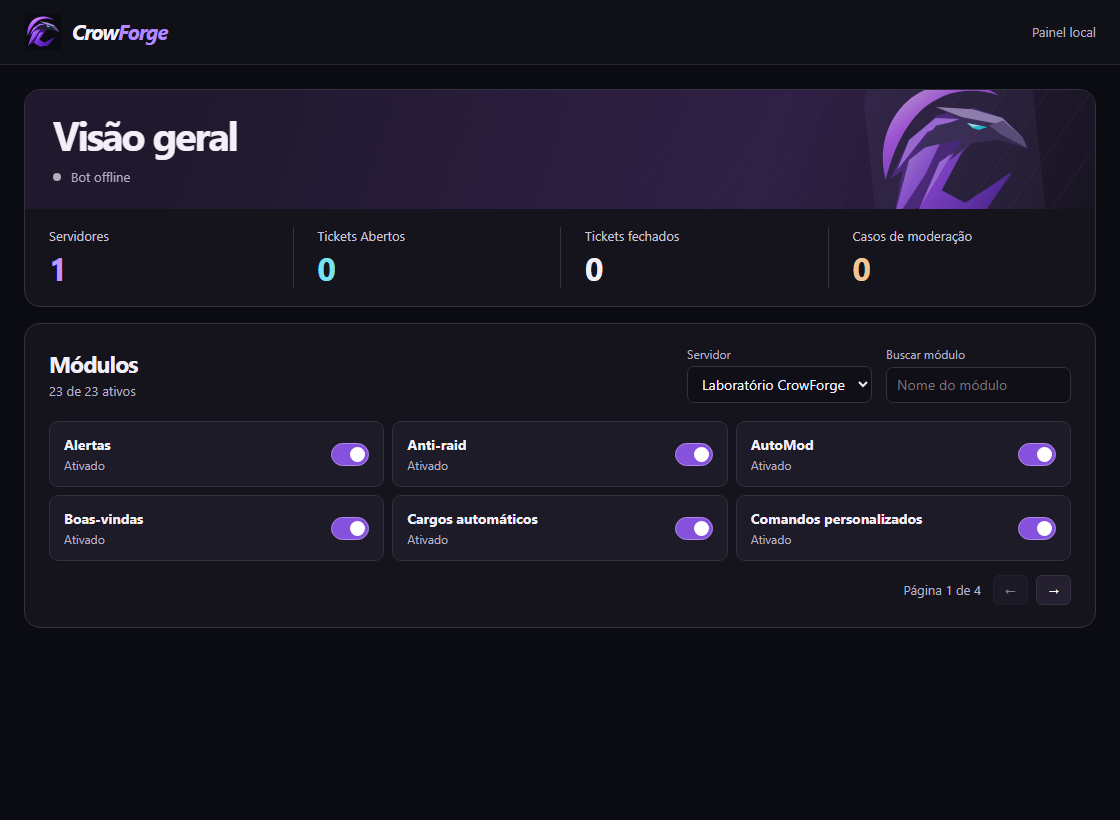 CrowForge
Painel local
Visão geral
Bot offline
Servidores
1
Tickets Abertos
0
Tickets fechados
0
Casos de moderação
0
Módulos
23 de 23 ativos
Servidor
Laboratório CrowForge
Buscar módulo
Nome do módulo
Alertas
Ativado
Anti-raid
Ativado
AutoMod
Ativado
Boas-vindas
Ativado
Cargos automáticos
Ativado
Comandos personalizados
Ativado
Página 1 de 4 ← →